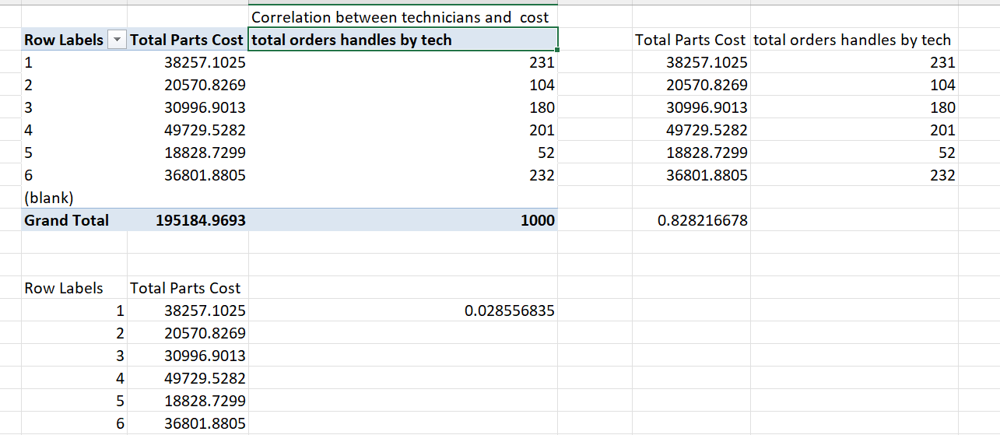 Correlation between technicians and  cost
Row Labels Total Parts Cost total orders handles by tech Total Parts Cost total orders handles by tech
1 38257.1025 231 38257.1025 231
2 20570.8269 104 20570.8269 104
3 30996.9013 180 30996.9013 180
4 49729.5282 201 49729.5282 201
5 18828.7299 52 18828.7299 52
6 36801.8805 232 36801.8805 232
(blank)
Grand Total 195184.9693 1000 0.828216678
Row Labels Total Parts Cost
1 38257.1025 0.028556835
2 20570.8269
3 30996.9013
4 49729.5282
5 18828.7299
6 36801.8805